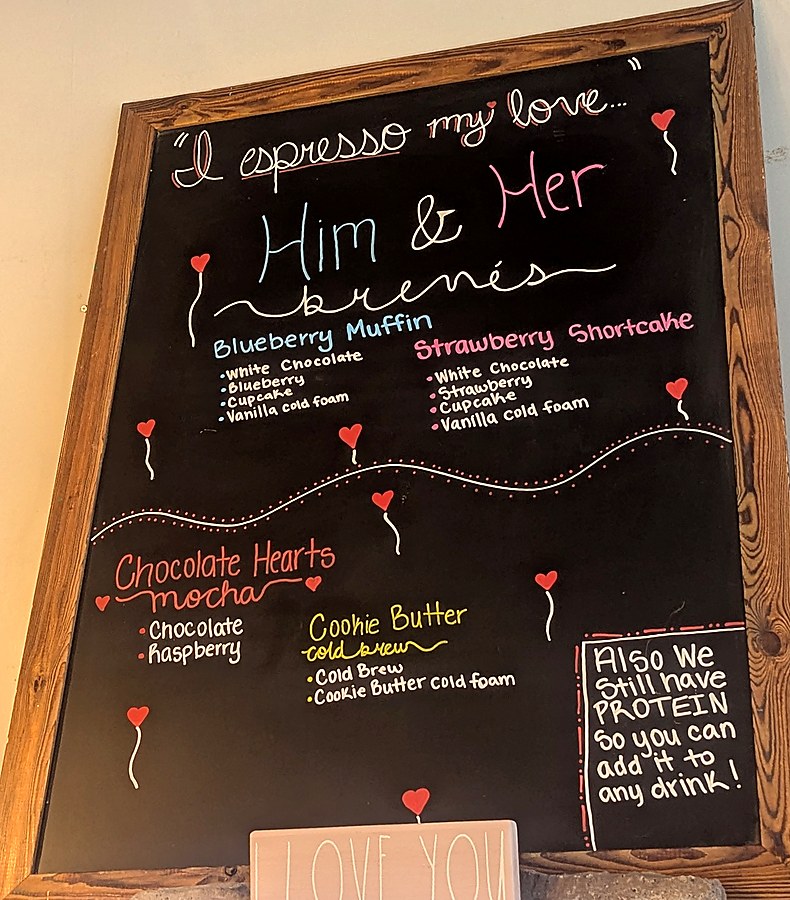 "I espresso my love..."
Him & Her
brenés
Blueberry Muffin
• White Chocolate
• Blueberry
• Cupcake
• Vanilla cold foam
Strawberry Shortcake
• White Chocolate
• Strawberry
• Cupcake
• Vanilla cold foam
Chocolate Hearts
mocha
• Chocolate
• Raspberry
Cookie Butter
cold brew
• Cold Brew
• Cookie Butter cold foam
Also We
Still have
PROTEIN
So you can
add it to
any drink!
I LOVE YOU